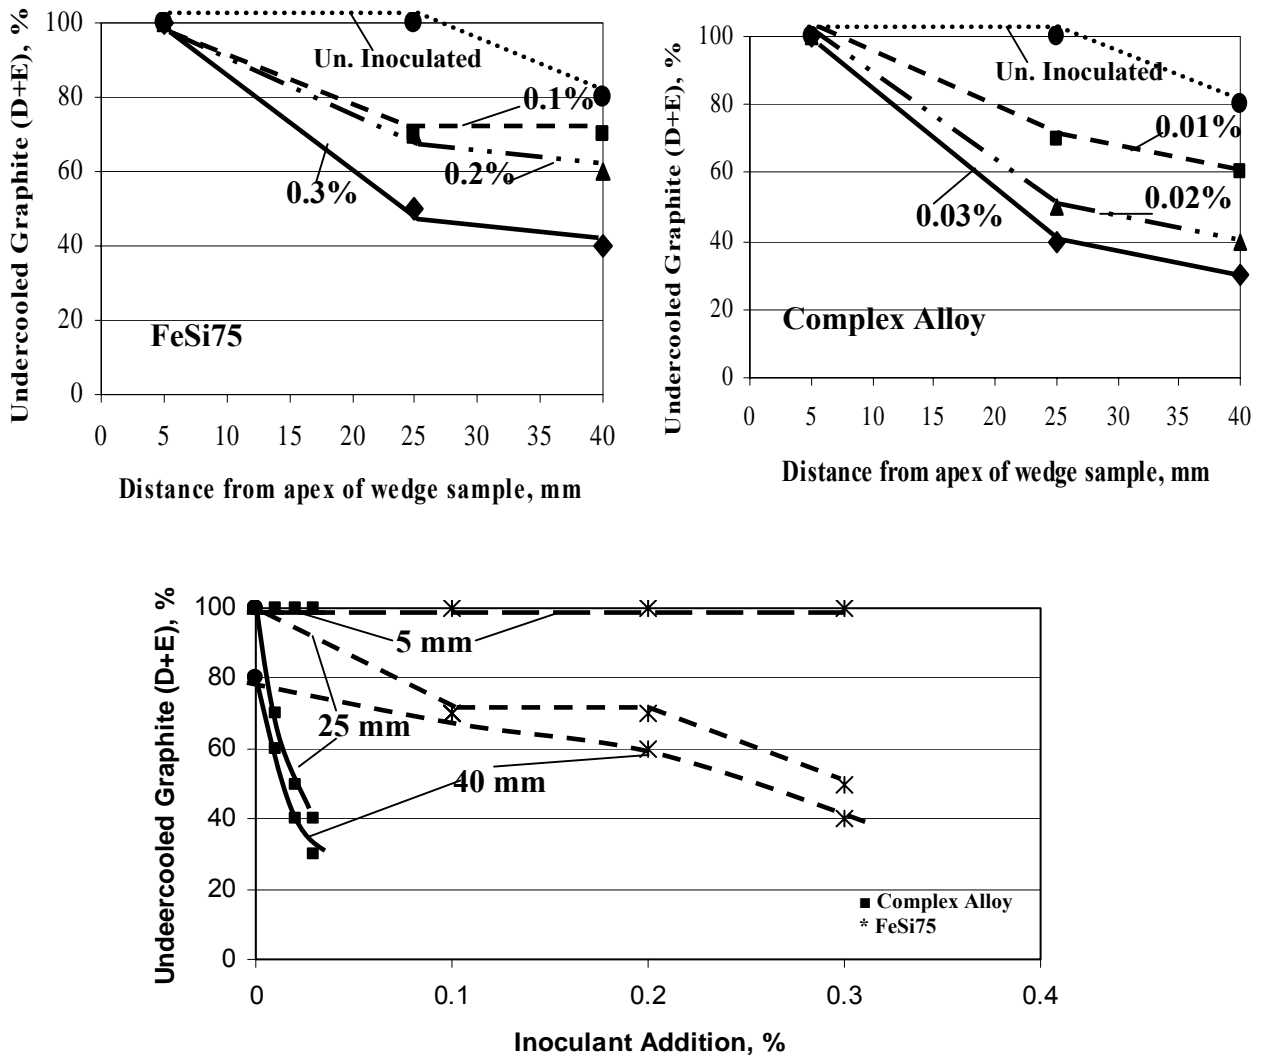 Undercooled Graphite (D+E), %
100
80
60
40
20
0
0 5 10 15 20 25 35 40
Distance from apex of wedge sample, mm
Un. Inoculated
0.1%
0.2%
0.3%
FeSi75
Undercooled Graphite (D+E), %
100
80
60
40
20
0
0 5 10 15 20 25 35 40
Distance from apex of wedge sample, mm
Un. Inoculated
0.01%
0.02%
0.03%
Complex Alloy
Undeercooled Graphite (D+E), %
100
80
60
40
20
0
0 0.1 0.2 0.3 0.4
Inoculant Addition, %
5 mm
25 mm
40 mm
Complex Alloy
* FeSi75